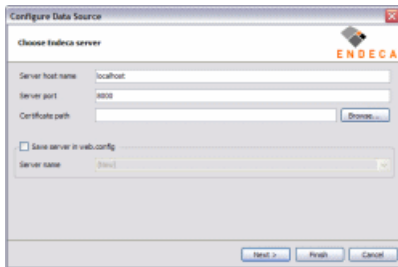 Configure Data Source
Choose Endeca server
ENDECA
Server host name
localhost
Server port
8000
Certificate path
Browse...
Save server in web.config
Server name
Next >
Finish
Cancel